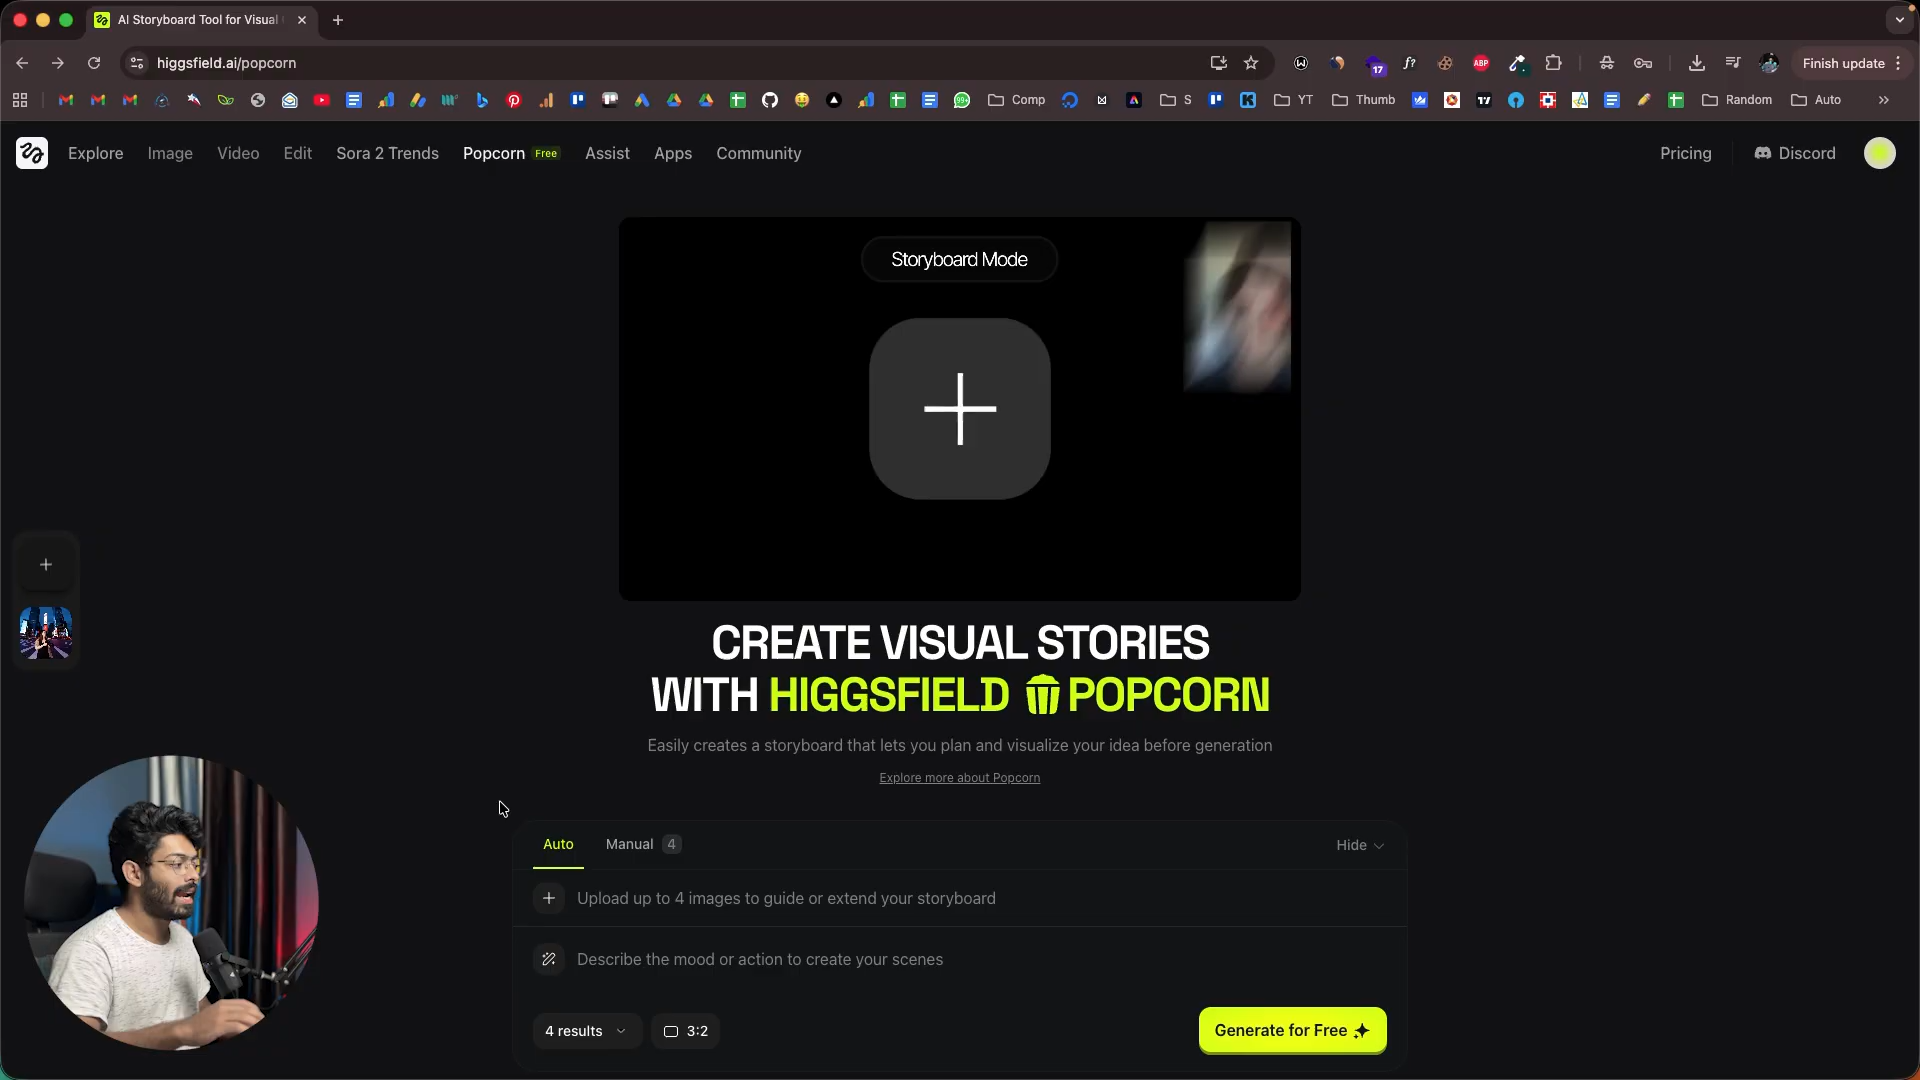 AI Storyboard Tool for Visual
higgsfield.ai/popcorn
17
f?
ABP
Finish update
99+
Comp
S
YT
Thumb
Random
Auto
Explore
Image
Video
Edit
Sora 2 Trends
Popcorn Free
Assist
Apps
Community
Pricing
Discord
Storyboard Mode
CREATE VISUAL STORIES
WITH HIGGSFIELD POPCORN
Easily creates a storyboard that lets you plan and visualize your idea before generation
Explore more about Popcorn
Auto
Manual 4
Hide
Upload up to 4 images to guide or extend your storyboard
Describe the mood or action to create your scenes
4 results
3:2
Generate for Free